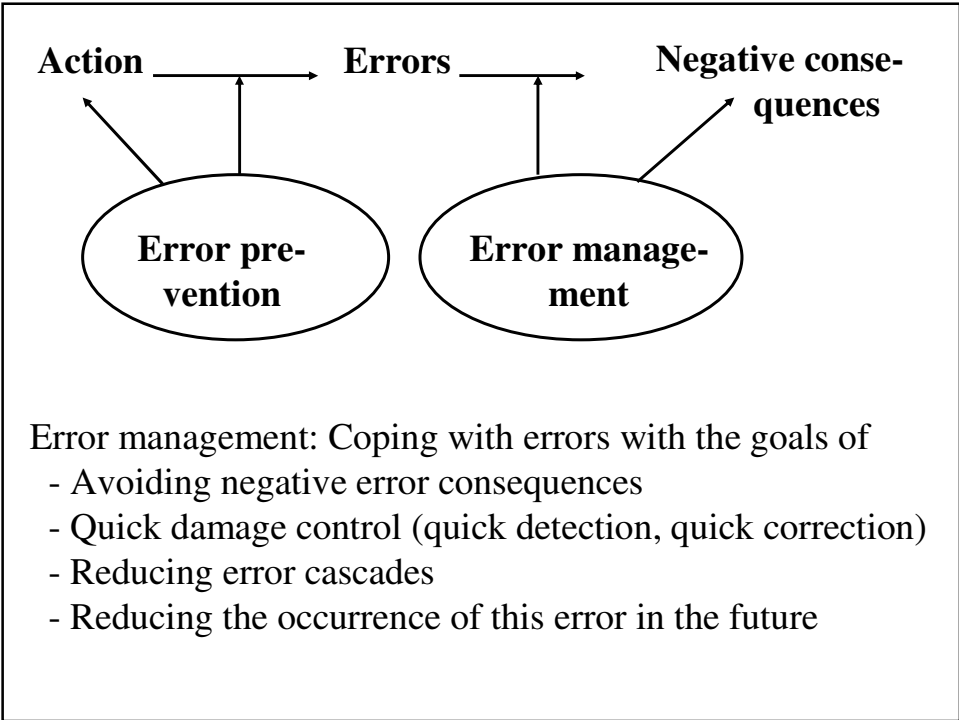 Action Errors Negative conse-
quences
Error pre- Error manage-
vention ment
Error management: Coping with errors with the goals of
- Avoiding negative error consequences
- Quick damage control (quick detection, quick correction)
- Reducing error cascades
- Reducing the occurrence of this error in the future